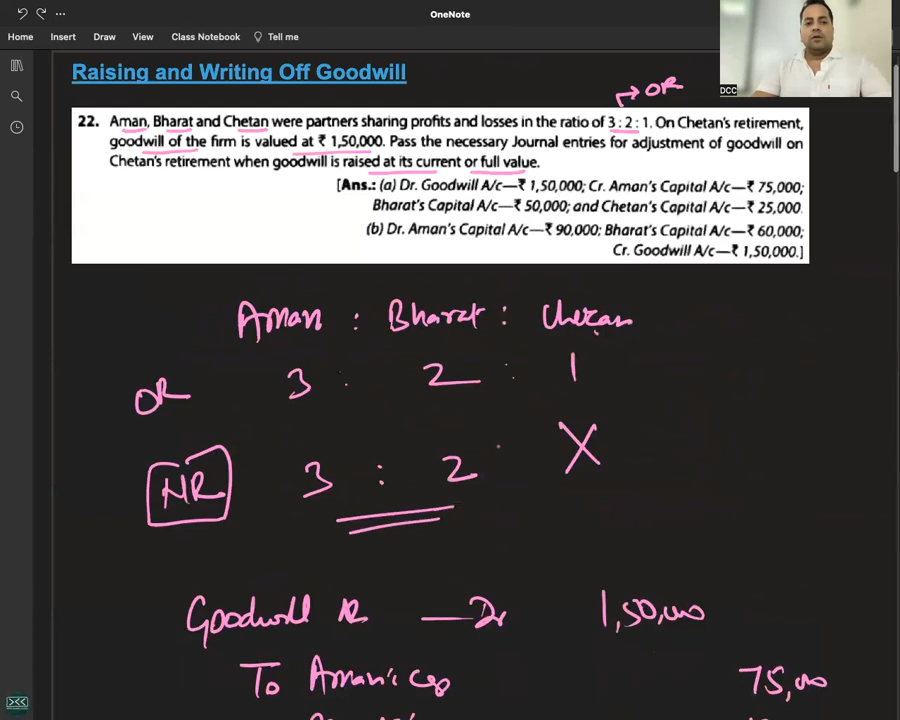 OneNote
Home Insert Draw View Class Notebook Tell me
DCC
Raising and Writing Off Goodwill
OR
22. Aman, Bharat and Chetan were partners sharing profits and losses in the ratio of 3 : 2 : 1. On Chetan's retirement,
goodwill of the firm is valued at ₹ 1,50,000. Pass the necessary Journal entries for adjustment of goodwill on
Chetan's retirement when goodwill is raised at its current or full value.
[Ans.: (a) Dr. Goodwill A/c—₹ 1,50,000; Cr. Aman's Capital A/c—₹ 75,000;
Bharat's Capital A/c—₹ 50,000; and Chetan's Capital A/c—₹ 25,000.
(b) Dr. Aman's Capital A/c—₹ 90,000; Bharat's Capital A/c—₹ 60,000;
Cr. Goodwill A/c—₹ 1,50,000.]
Aman : Bharat : Chetan
OR 3 : 2 : 1
NR 3 : 2 X
Goodwill — Dr 1,50,000
To Aman's cap 75,000